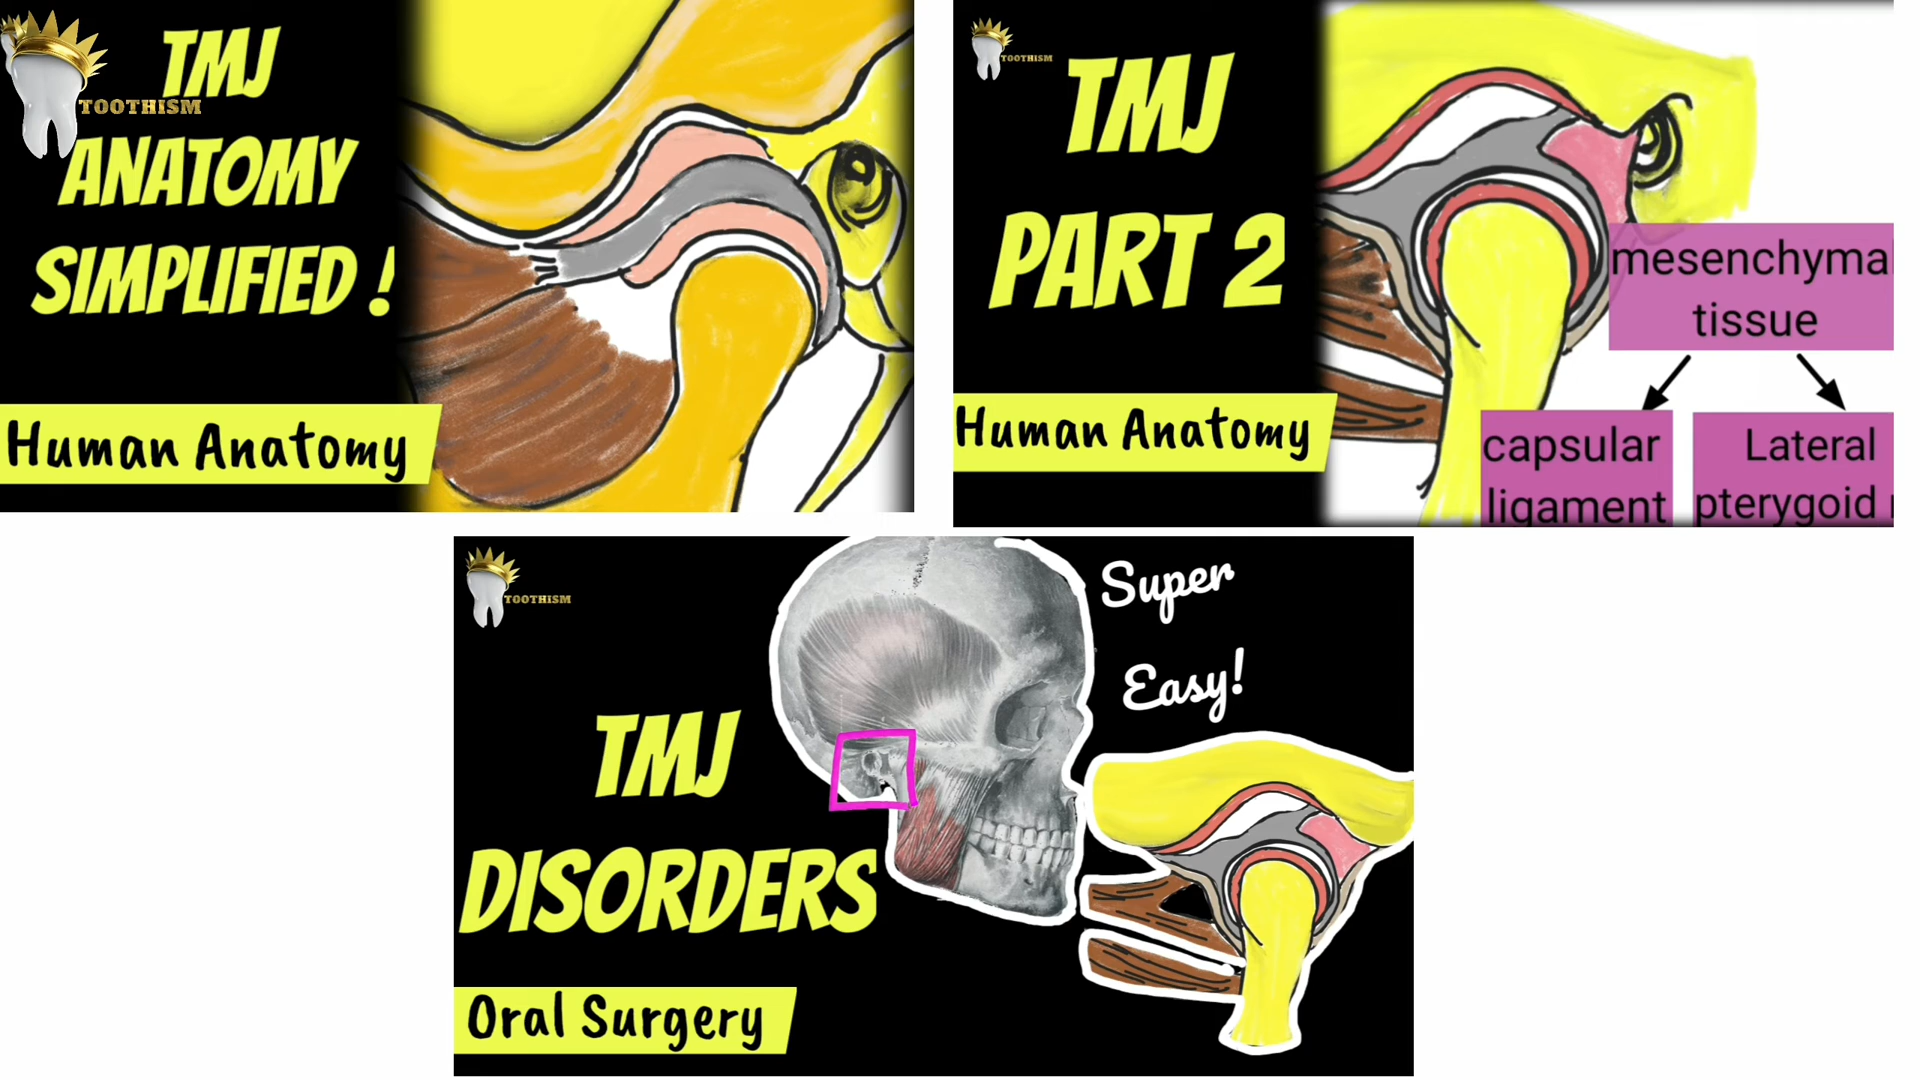 TOOTHISM
TMJ
ANATOMY
SIMPLIFIED !
Human Anatomy
TOOTHISM
TMJ
PART 2
Human Anatomy
mesenchymal
tissue
capsular
ligament
Lateral
pterygoid
TOOTHISM
Super
Easy!
TMJ
DISORDERS
Oral Surgery